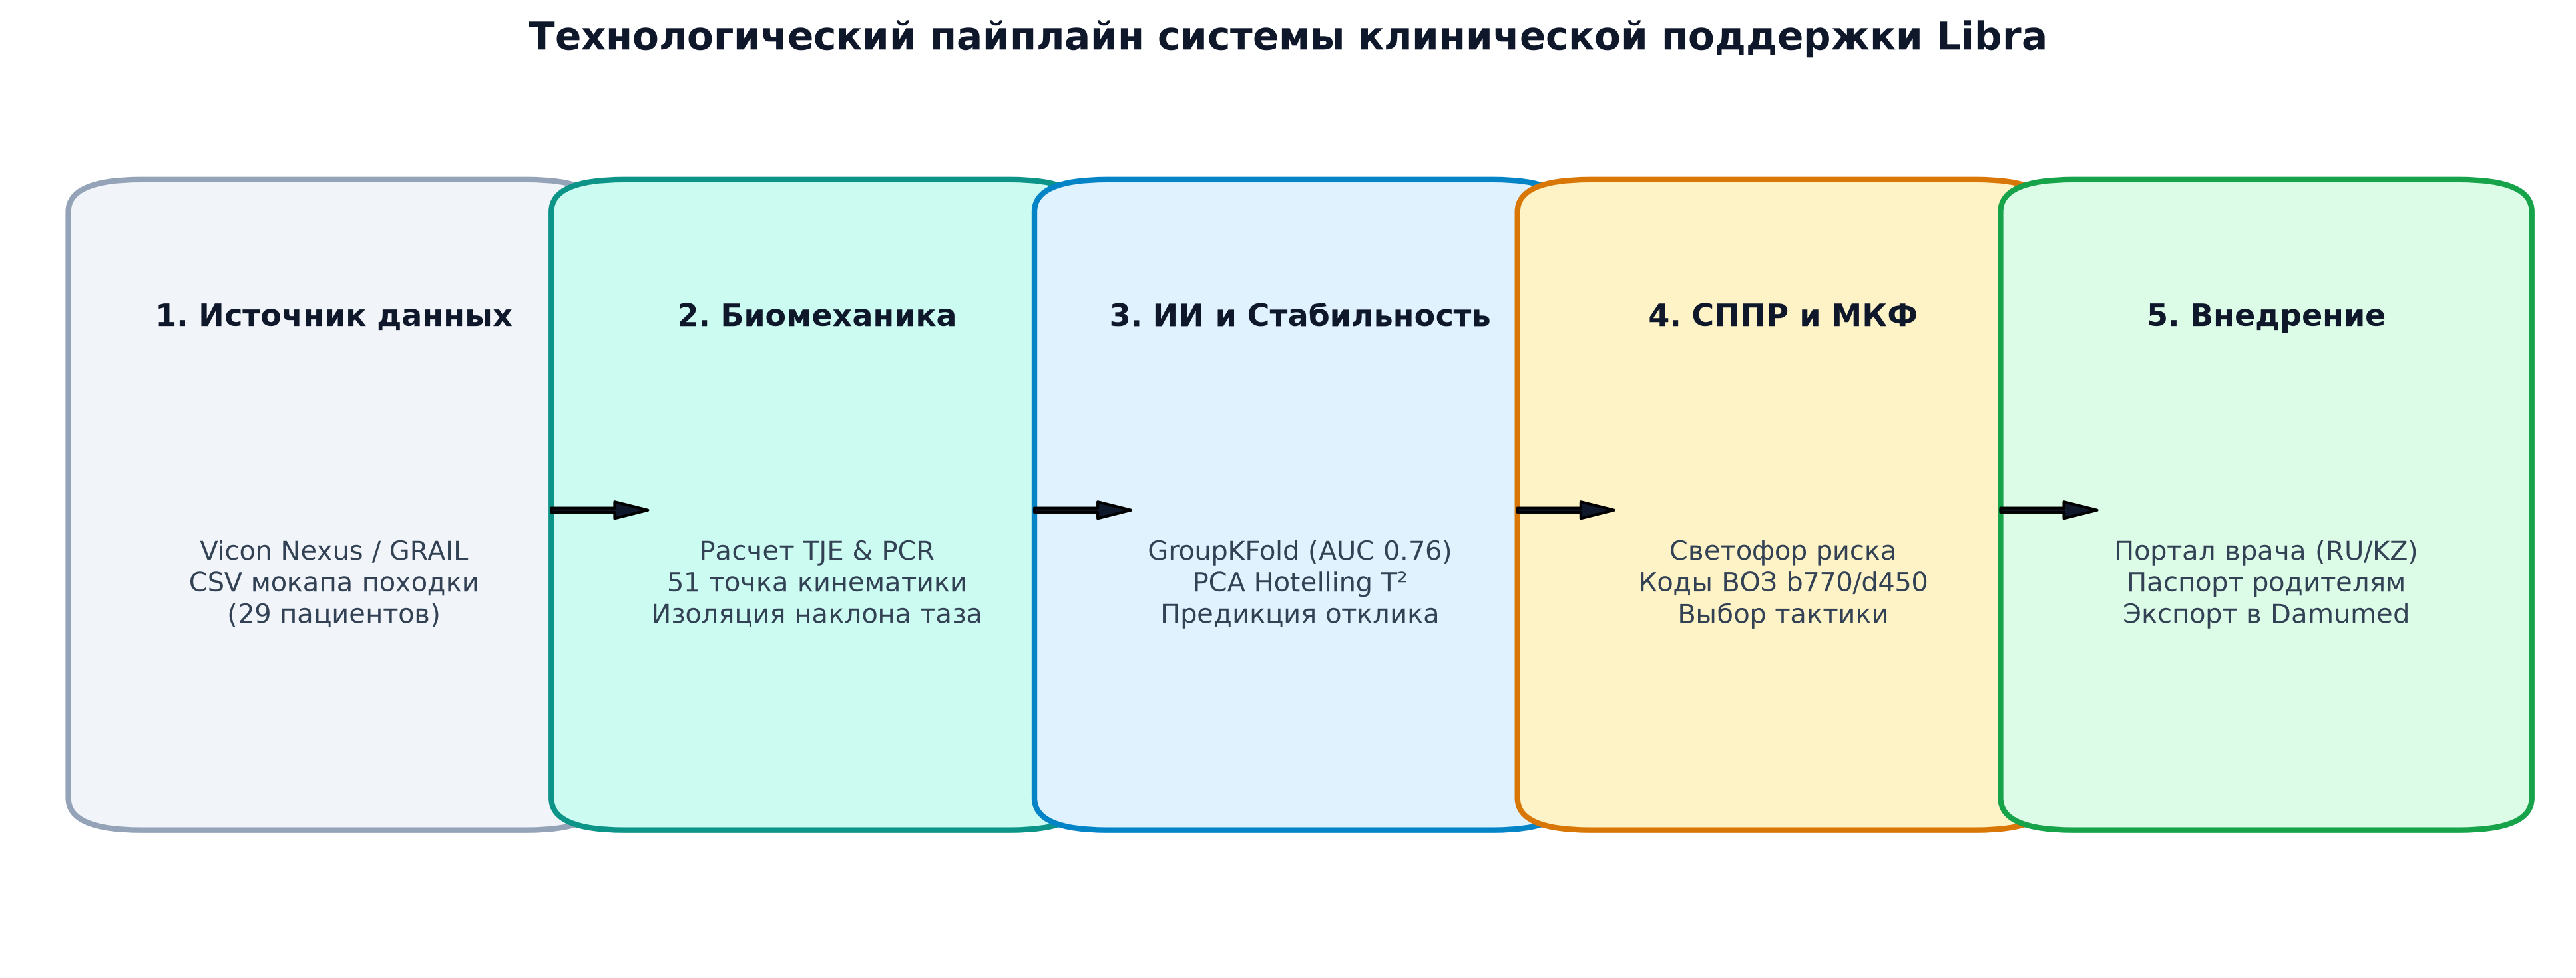 Технологический пайплайн системы клинической поддержки Libra
1. Источник данных
Vicon Nexus / GRAIL
CSV мокапа походки
(29 пациентов)
2. Биомеханика
Расчет TJE & PCR
51 точка кинематики
Изоляция наклона таза
3. ИИ и Стабильность
GroupKFold (AUC 0.76)
PCA Hotelling T²
Предикция отклика
4. СППР и МКФ
Светофор риска
Коды ВОЗ b770/d450
Выбор тактики
5. Внедрение
Портал врача (RU/KZ)
Паспорт родителям
Экспорт в Damumed